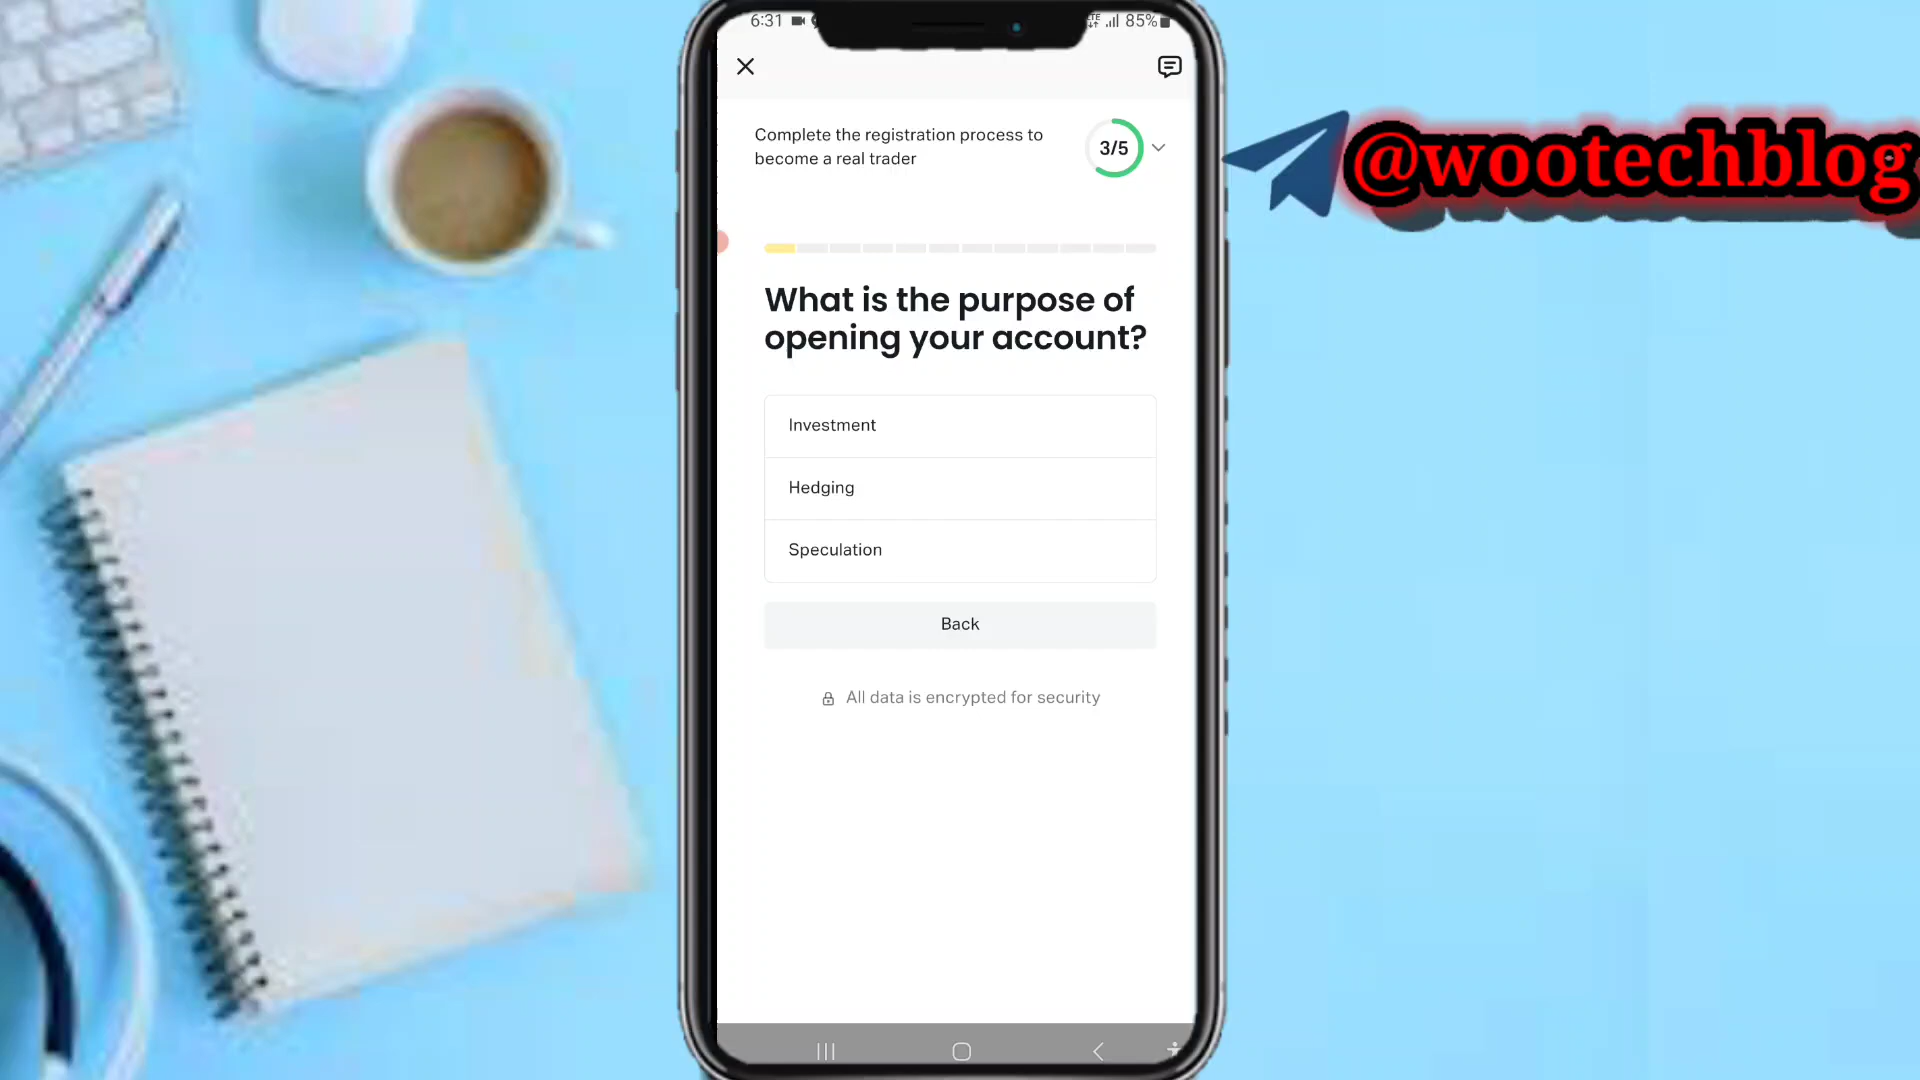 6:31
LTE 85%
Complete the registration process to
become a real trader
3/5
@wootechblog
What is the purpose of
opening your account?
Investment
Hedging
Speculation
Back
All data is encrypted for security